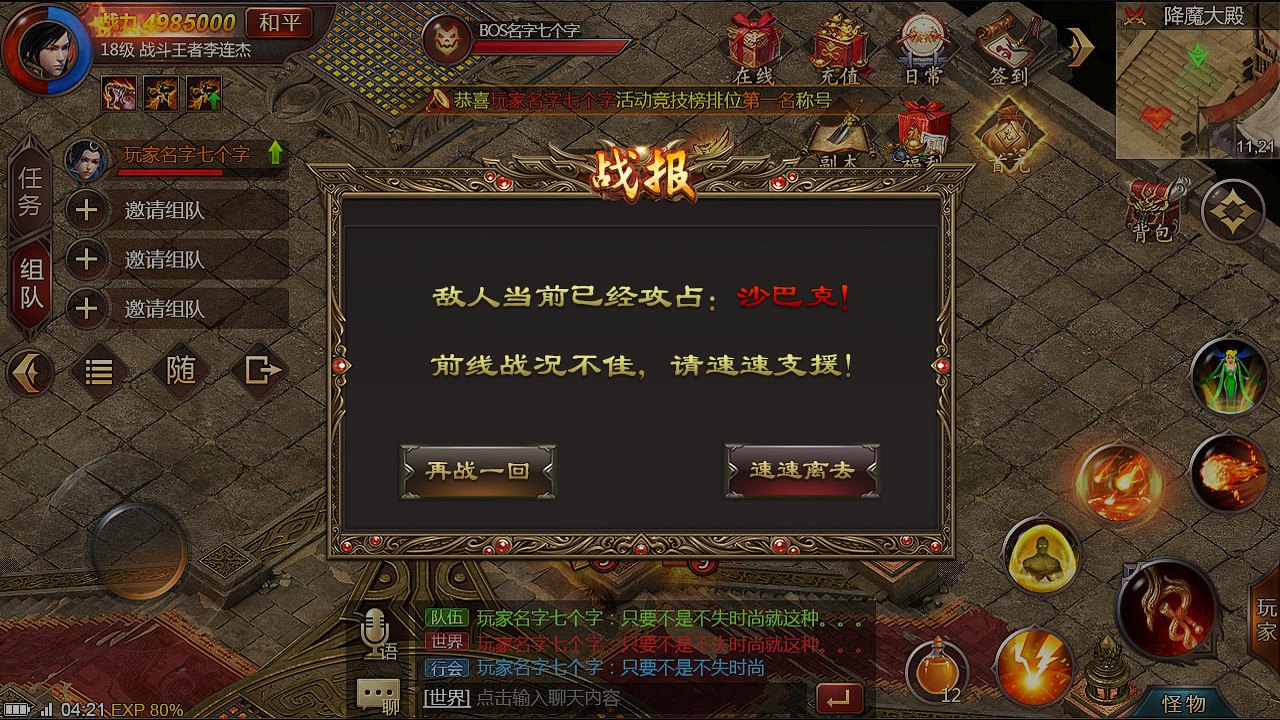 战力 4985000
和平
18级 战斗王者李连杰
BOS名字七个字
在线
充值
日常
签到
降魔大殿
恭喜玩家名字七个字活动竞技榜排位第一名称号
副本
福利
首充
11,21
任务
玩家名字七个字
邀请组队
背包
组队
邀请组队
邀请组队
随
战报
敌人当前已经攻占：沙巴克！
前线战况不佳，请速速支援！
再战一回
速速离去
语
队伍 玩家名字七个字：只要不是不失时尚就这种。。。
世界 玩家名字七个字：只要不是不失时尚就这种。。。
行会 玩家名字七个字：只要不是不失时尚
聊
[世界] 点击输入聊天内容
12
玩家
怪物
04:21 EXP 80%